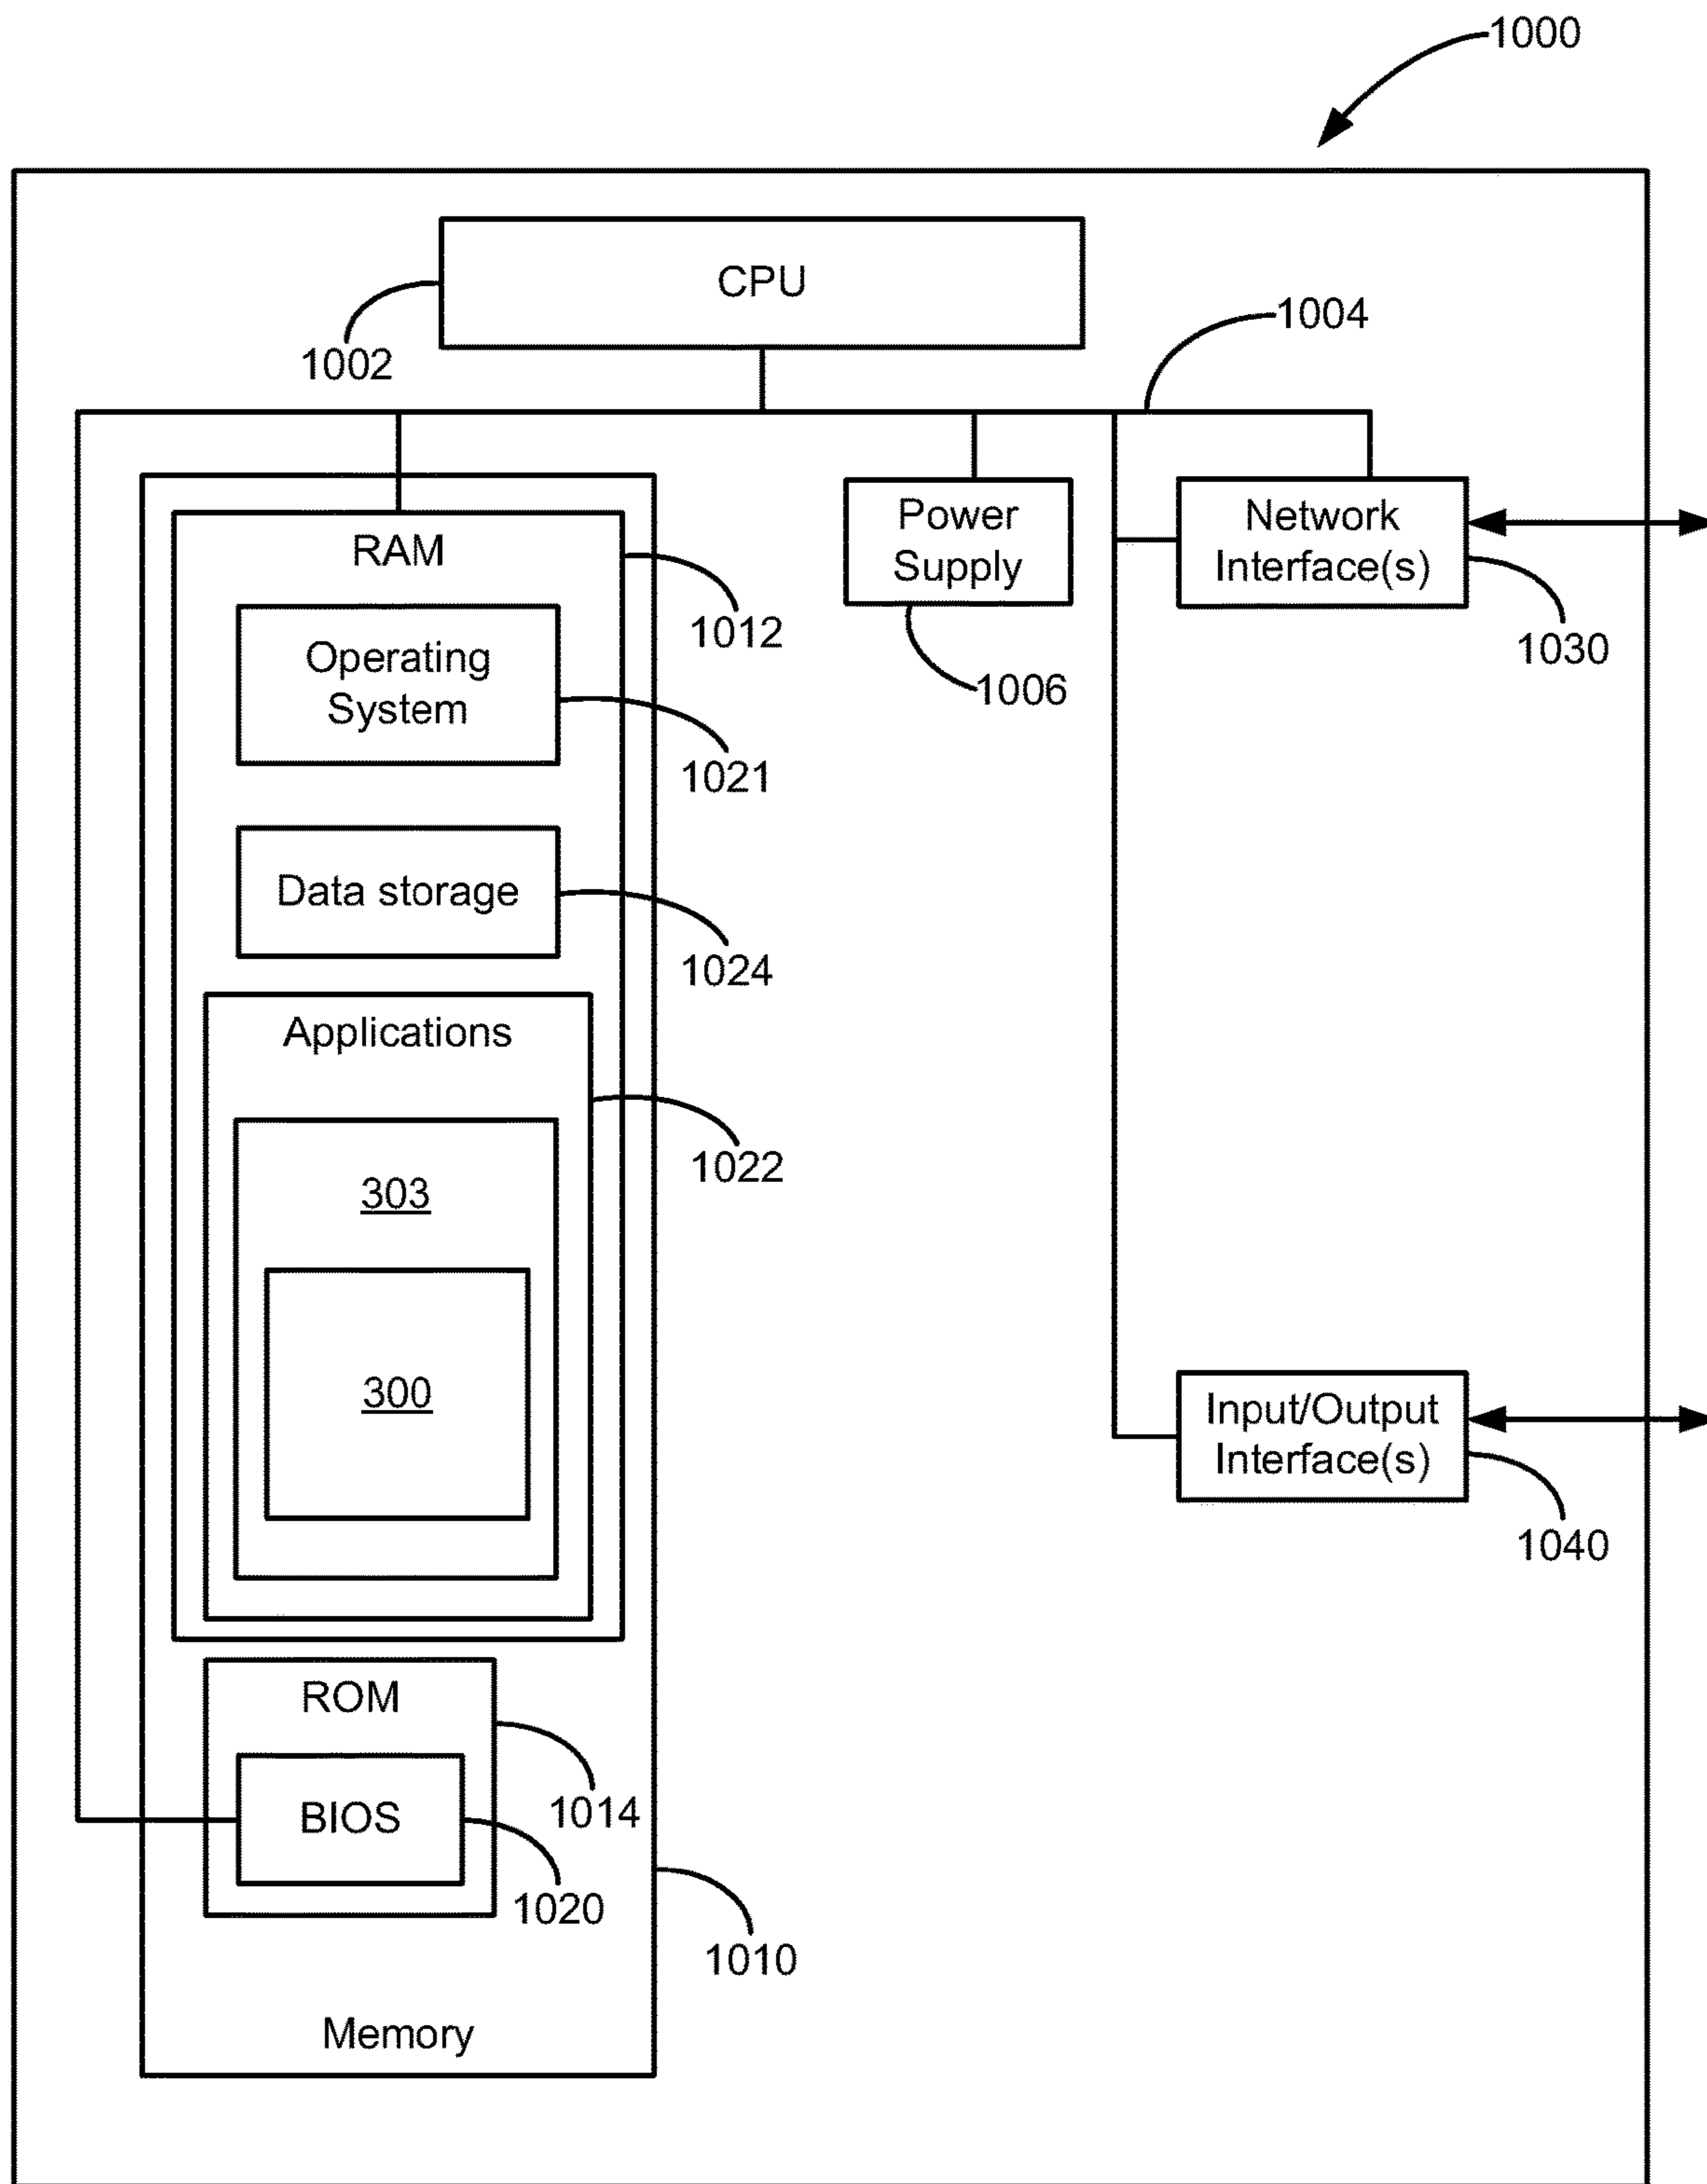 1000
CPU
1002
1004
RAM
1012
Operating
System
1021
Data storage
1024
Applications
1022
303
300
ROM
1014
BIOS
1020
1010
Memory
Power
Supply
1006
Network
Interface(s)
1030
Input/Output
Interface(s)
1040